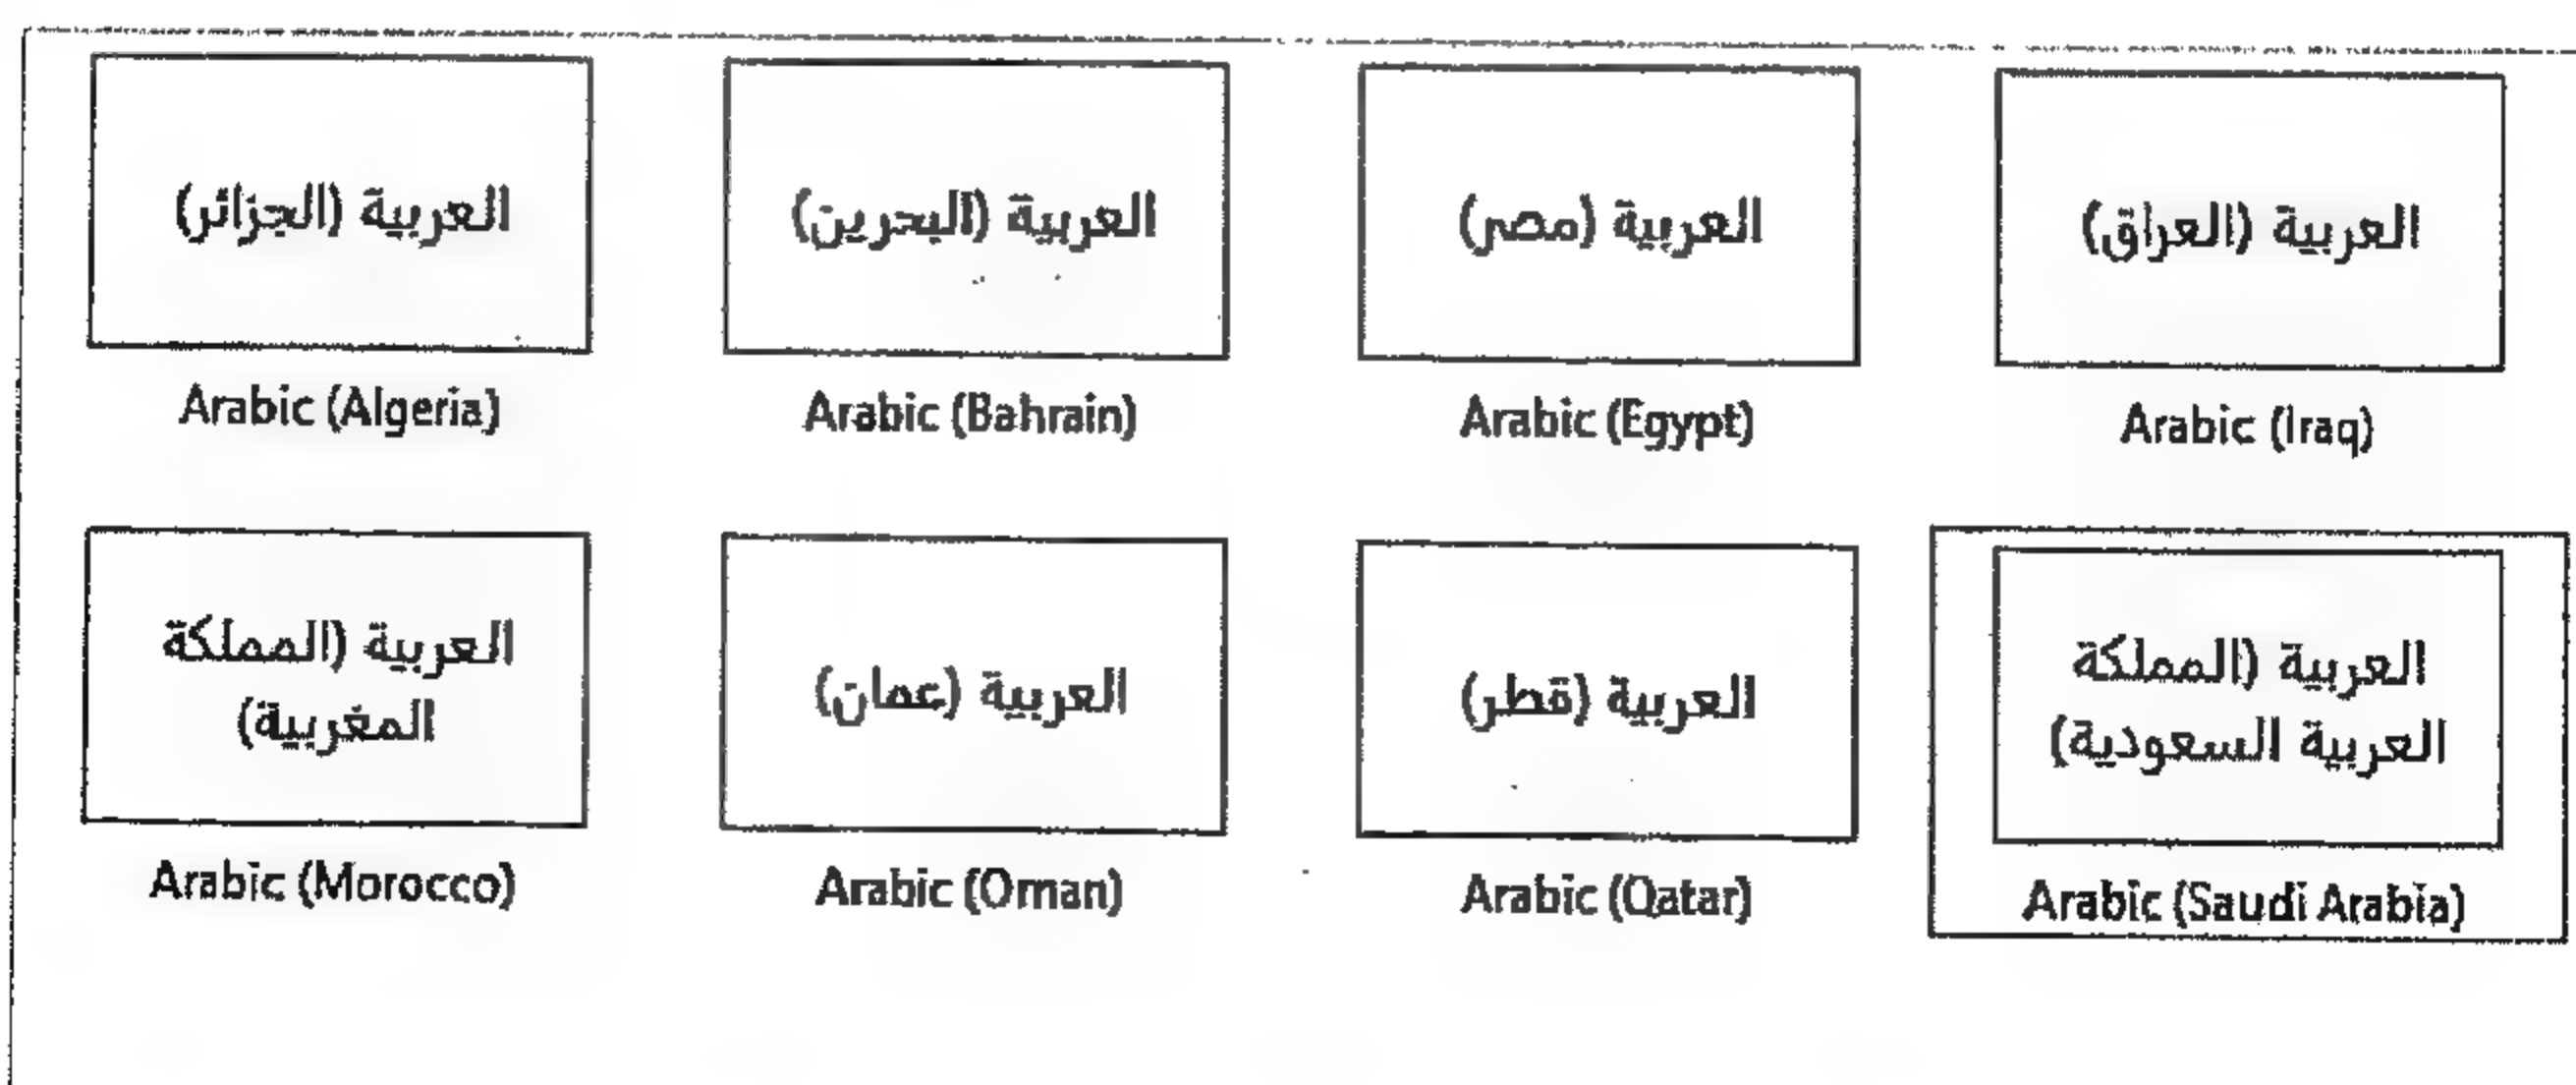 العربية (الجزائر)
العربية (البحرين)
العربية (مصر)
العربية (العراق)
Arabic (Algeria)
Arabic (Bahrain)
Arabic (Egypt)
Arabic (Iraq)
العربية (المملكة
المغربية)
العربية (عمان)
العربية (قطر)
العربية (المملكة
العربية السعودية)
Arabic (Morocco)
Arabic (Oman)
Arabic (Qatar)
Arabic (Saudi Arabia)